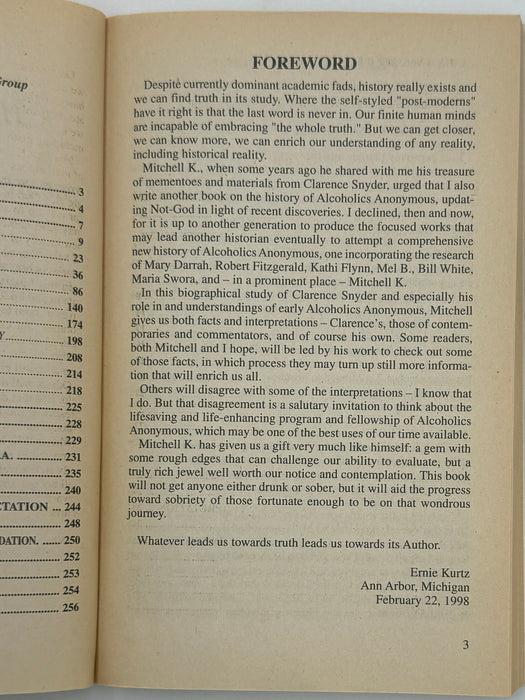 Group
3
4
7
9
23
36
86
140
174
Y 198
208
214
218
225
228
229
.A. 231
235
240
CTATION ... 244
248
DATION. ...... 250
252
253
254
256
FOREWORD
Despite currently dominant academic fads, history really exists and
we can find truth in its study. Where the self-styled "post-moderns"
have it right is that the last word is never in. Our finite human minds
are incapable of embracing "the whole truth." But we can get closer,
we can know more, we can enrich our understanding of any reality,
including historical reality.
Mitchell K., when some years ago he shared with me his treasure
of mementoes and materials from Clarence Snyder, urged that I also
write another book on the history of Alcoholics Anonymous, updat-
ing Not-God in light of recent discoveries. I declined, then and now,
for it is up to another generation to produce the focused works that
may lead another historian eventually to attempt a comprehensive
new history of Alcoholics Anonymous, one incorporating the research
of Mary Darrah, Robert Fitzgerald, Kathi Flynn, Mel B., Bill White,
Maria Swora, and – in a prominent place – Mitchell K.
In this biographical study of Clarence Snyder and especially his
role in and understandings of early Alcoholics Anonymous, Mitchell
gives us both facts and interpretations – Clarence's, those of contem-
poraries and commentators, and of course his own. Some readers,
both Mitchell and I hope, will be led by his work to check out some
of those facts, in which process they may turn up still more informa-
tion that will enrich us all.
Others will disagree with some of the interpretations – I know that
I do. But that disagreement is a salutary invitation to think about the
lifesaving and life-enhancing program and fellowship of Alcoholics
Anonymous, which may be one of the best uses of our time available.
Mitchell K. has given us a gift very much like himself: a gem with
some rough edges that can challenge our ability to evaluate, but a
truly rich jewel well worth our notice and contemplation. This book
will not get anyone either drunk or sober, but it will aid the progress
toward sobriety of those fortunate enough to be on that wondrous
journey.
Whatever leads us towards truth leads us towards its Author.
Ernie Kurtz
Ann Arbor, Michigan
February 22, 1998
3